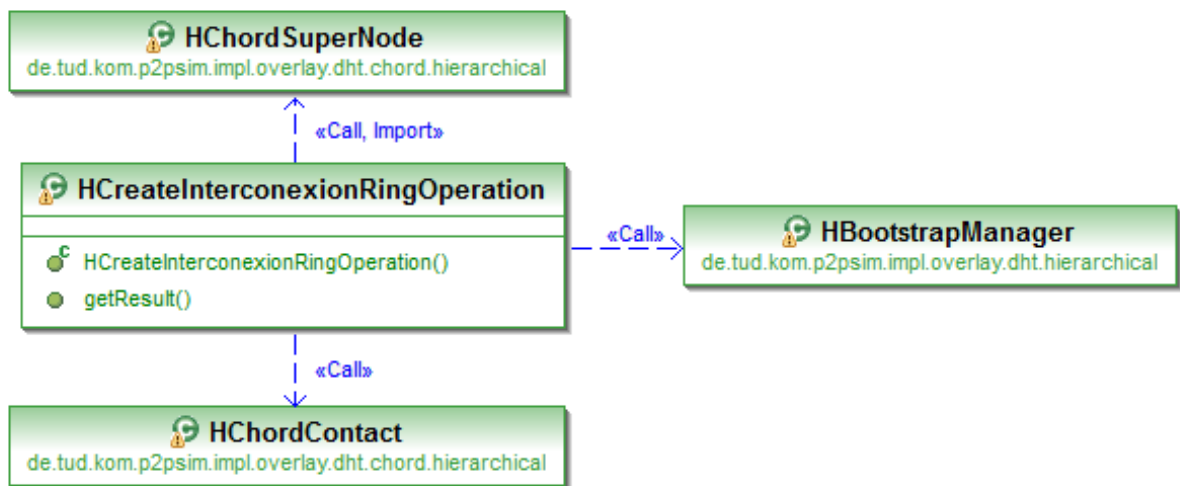 HChordSuperNode
de.tud.kom.p2psim.impl.overlay.dht.chord.hierarchical
«Call, Import»
HCreateInterconexionRingOperation
HCreateInterconexionRingOperation()
getResult()
«Call»
HBootstrapManager
de.tud.kom.p2psim.impl.overlay.dht.hierarchical
«Call»
HChordContact
de.tud.kom.p2psim.impl.overlay.dht.chord.hierarchical